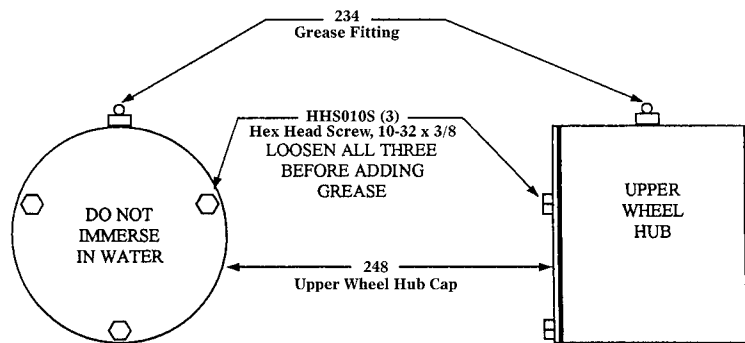 234
Grease Fitting
HHS010S (3)
Hex Head Screw, 10-32 x 3/8
LOOSEN ALL THREE
BEFORE ADDING
GREASE
DO NOT
IMMERSE
IN WATER
UPPER
WHEEL
HUB
248
Upper Wheel Hub Cap